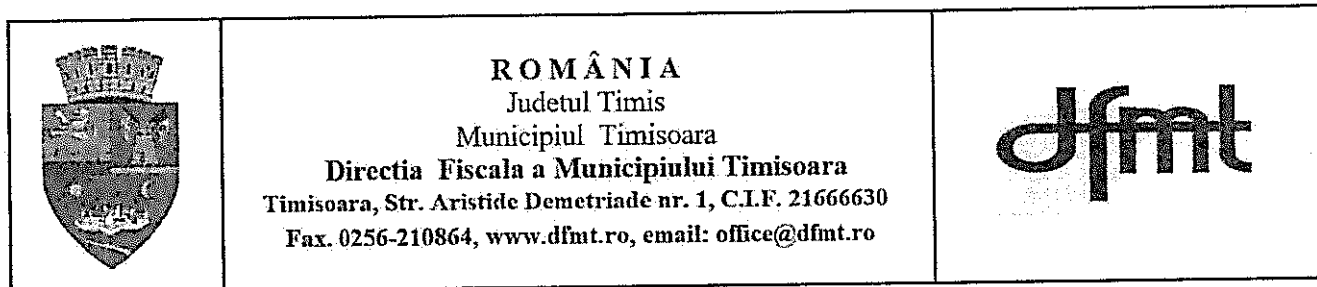 ROMÂNIA
Judetul Timis
Municipiul Timisoara
Directia Fiscala a Municipiului Timisoara
Timisoara, Str. Aristide Demetriade nr. 1, C.I.F. 21666630
Fax. 0256-210864, www.dfmt.ro, email: office@dfmt.ro
dfmt